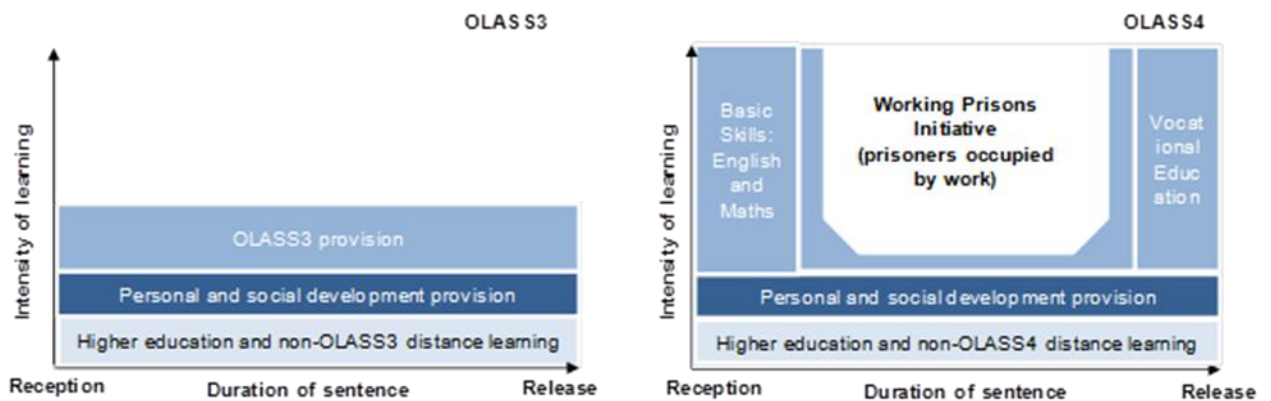 OLASS3
Intensity of learning
OLASS3 provision
Personal and social development provision
Higher education and non-OLASS3 distance learning
Reception
Duration of sentence
Release
OLASS4
Intensity of learning
Basic
Skills:
English
and
Maths
Working Prisons
Initiative
(prisoners occupied
by work)
Vocat
ional
Educ
ation
Personal and social development provision
Higher education and non-OLASS4 distance learning
Reception
Duration of sentence
Release